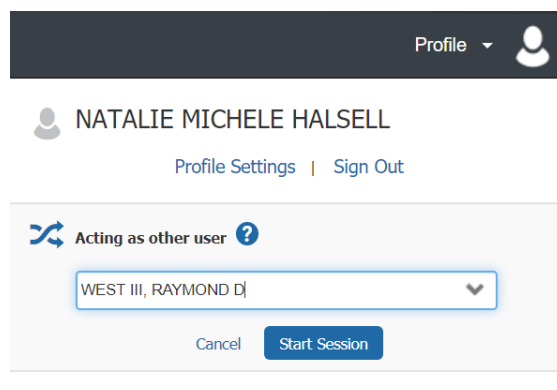 Profile
NATALIE MICHELE HALSELL
Profile Settings | Sign Out
Acting as other user ?
WEST III, RAYMOND D
Cancel Start Session